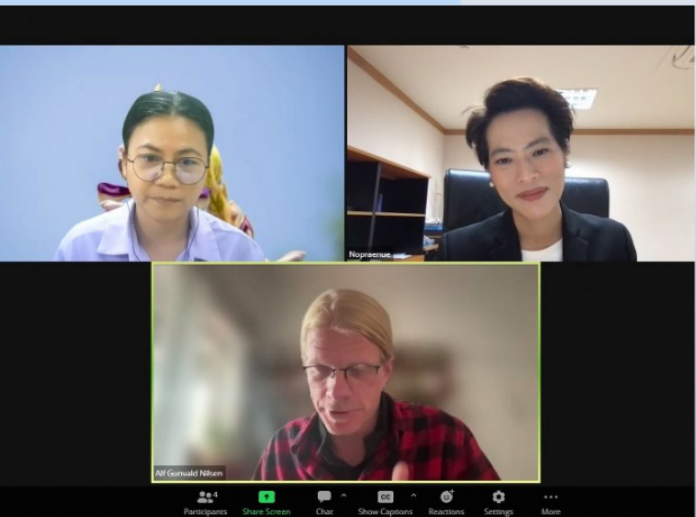 Nopraenue
Alf Gunvald Nilsen
4
CC
Participants
Share Screen
Chat
Show Captions
Reactions
Settings
More